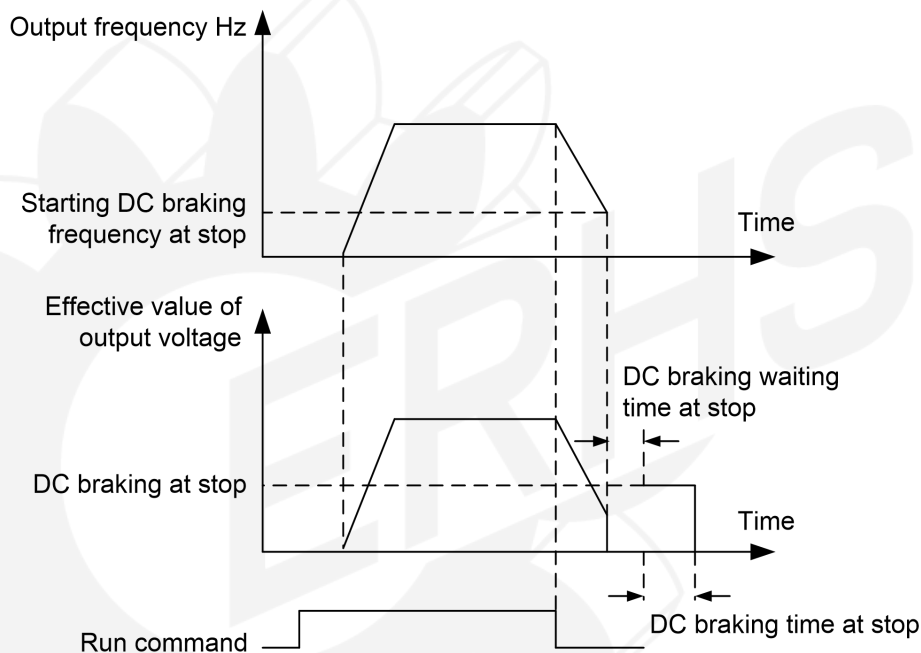 Output frequency Hz
Starting DC braking
frequency at stop
Time
Effective value of
output voltage
DC braking waiting
time at stop
DC braking at stop
Time
DC braking time at stop
Run command
ERHS